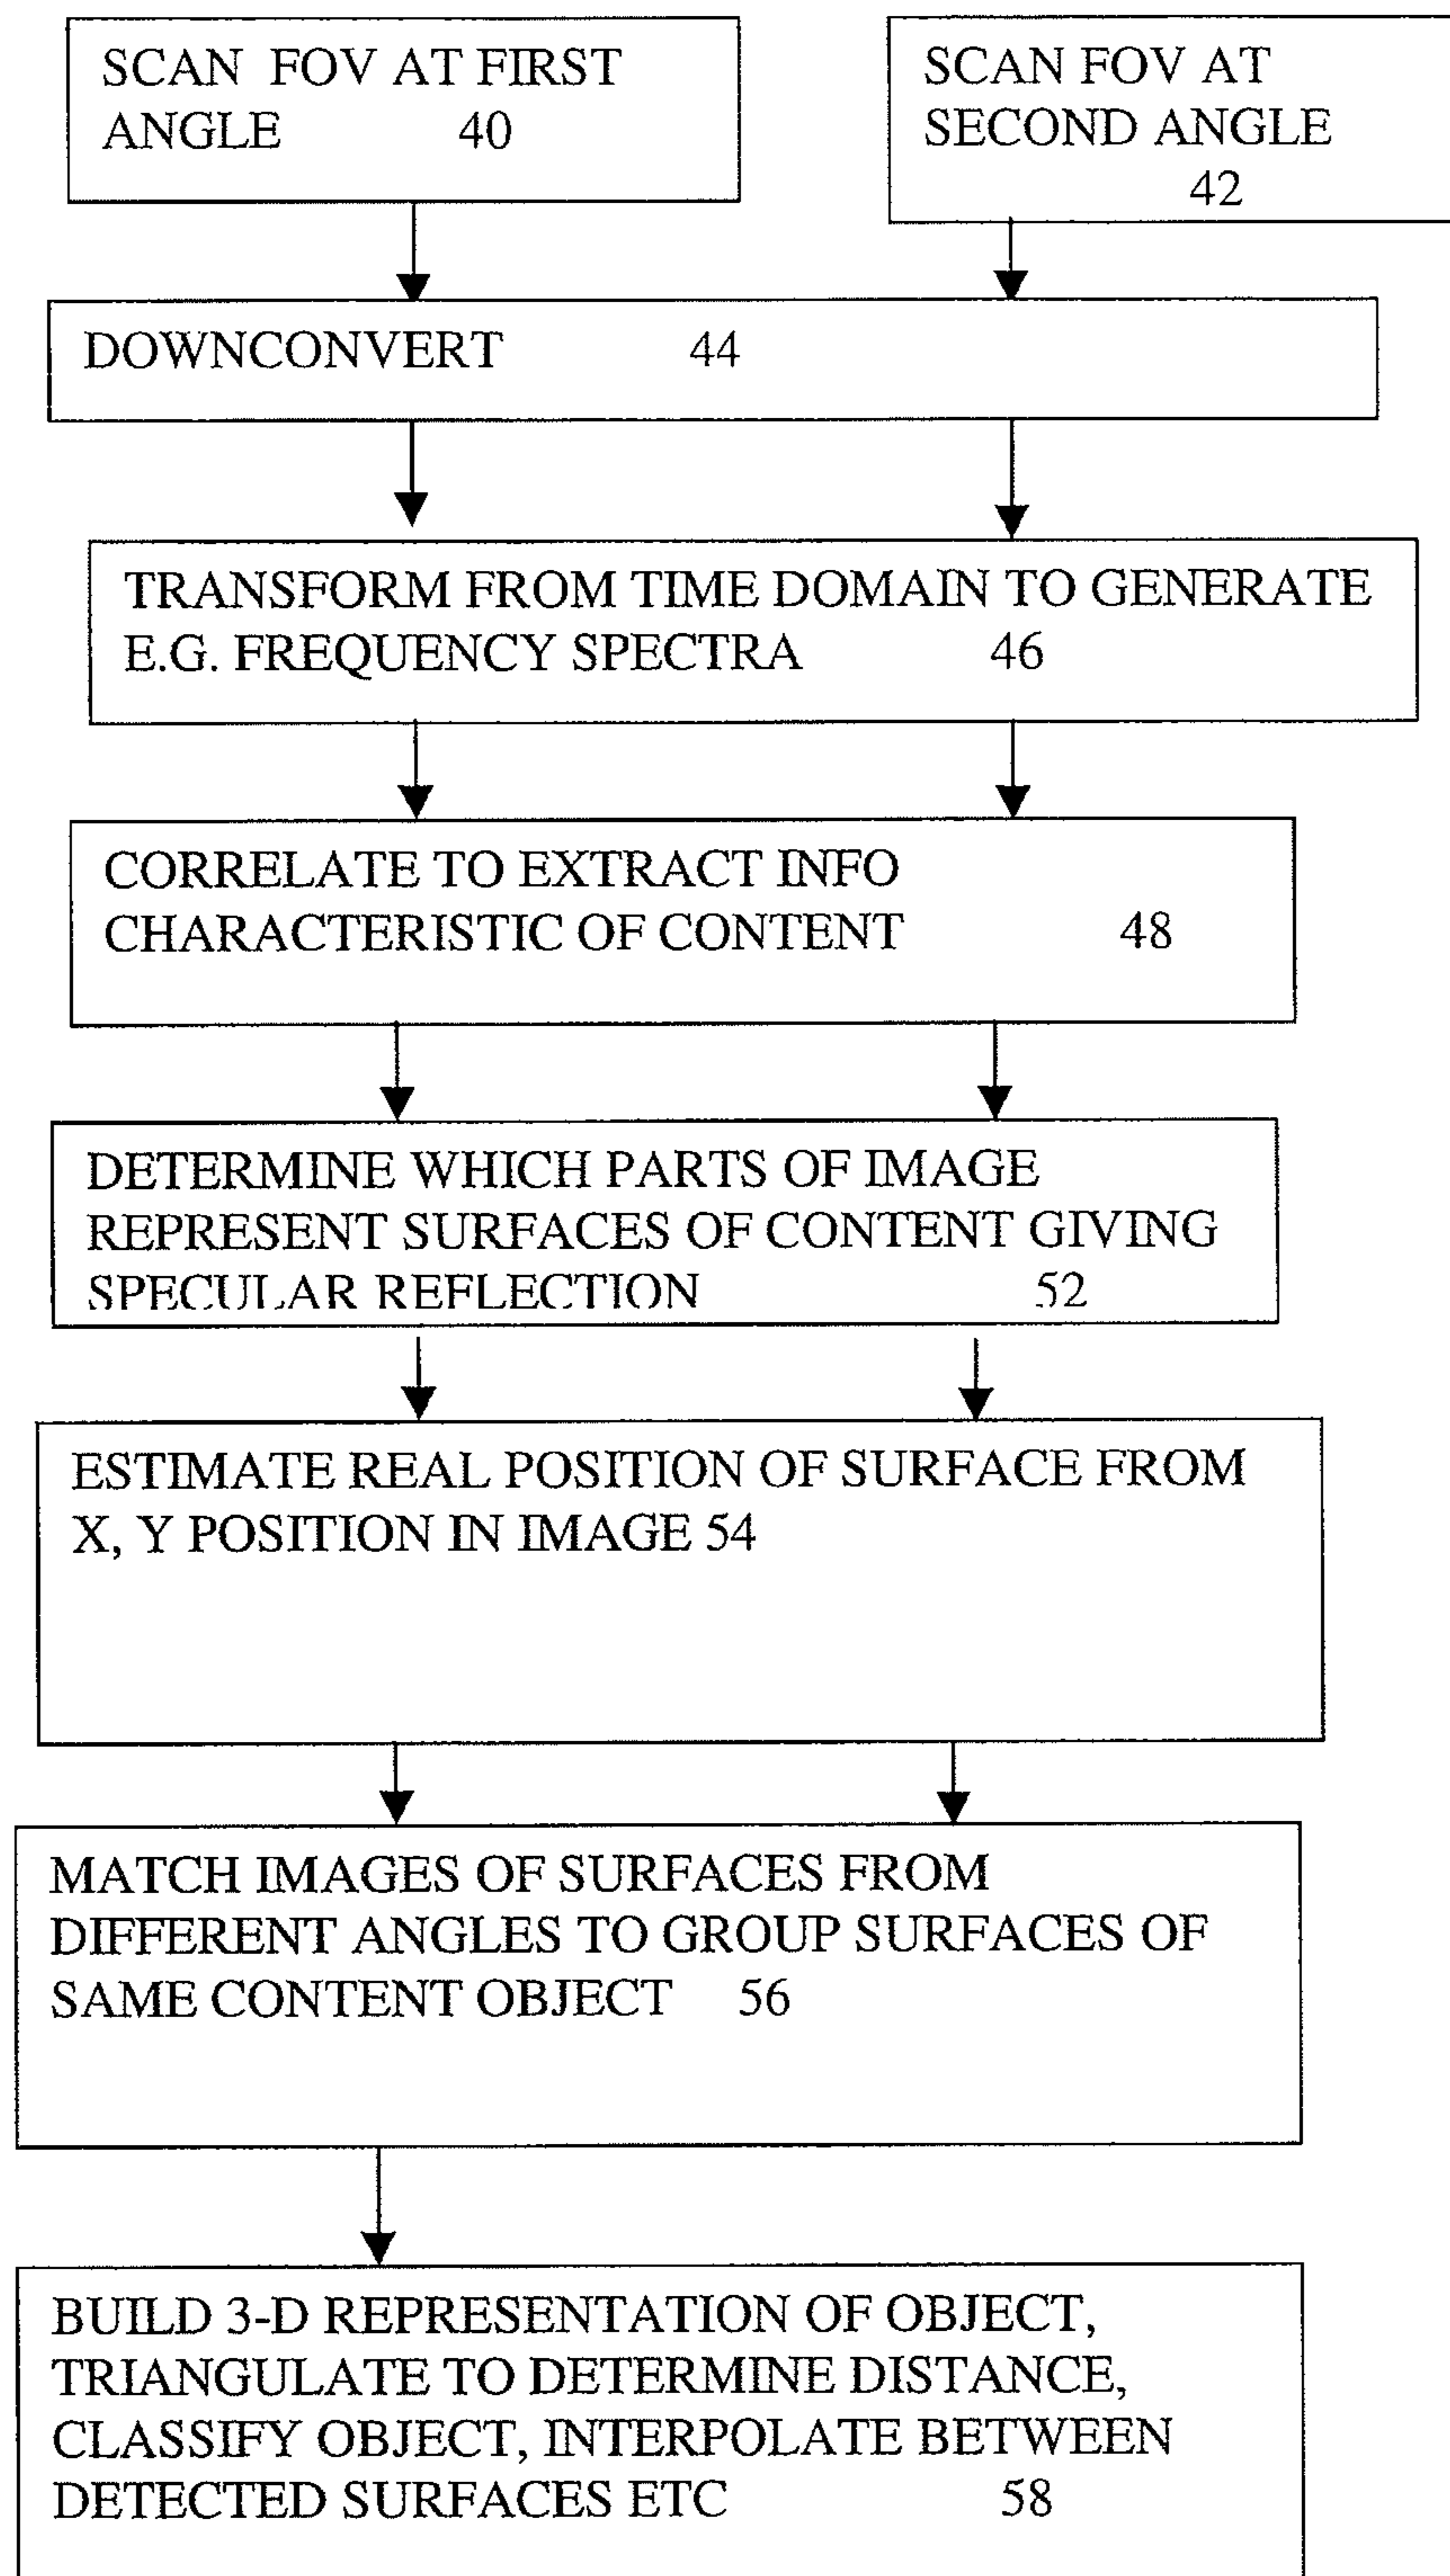 SCAN FOV AT FIRST
ANGLE 40
SCAN FOV AT
SECOND ANGLE
42
DOWNCONVERT 44
TRANSFORM FROM TIME DOMAIN TO GENERATE
E.G. FREQUENCY SPECTRA 46
CORRELATE TO EXTRACT INFO
CHARACTERISTIC OF CONTENT 48
DETERMINE WHICH PARTS OF IMAGE
REPRESENT SURFACES OF CONTENT GIVING
SPECULAR REFLECTION 52
ESTIMATE REAL POSITION OF SURFACE FROM
X, Y POSITION IN IMAGE 54
MATCH IMAGES OF SURFACES FROM
DIFFERENT ANGLES TO GROUP SURFACES OF
SAME CONTENT OBJECT 56
BUILD 3-D REPRESENTATION OF OBJECT,
TRIANGULATE TO DETERMINE DISTANCE,
CLASSIFY OBJECT, INTERPOLATE BETWEEN
DETECTED SURFACES ETC 58